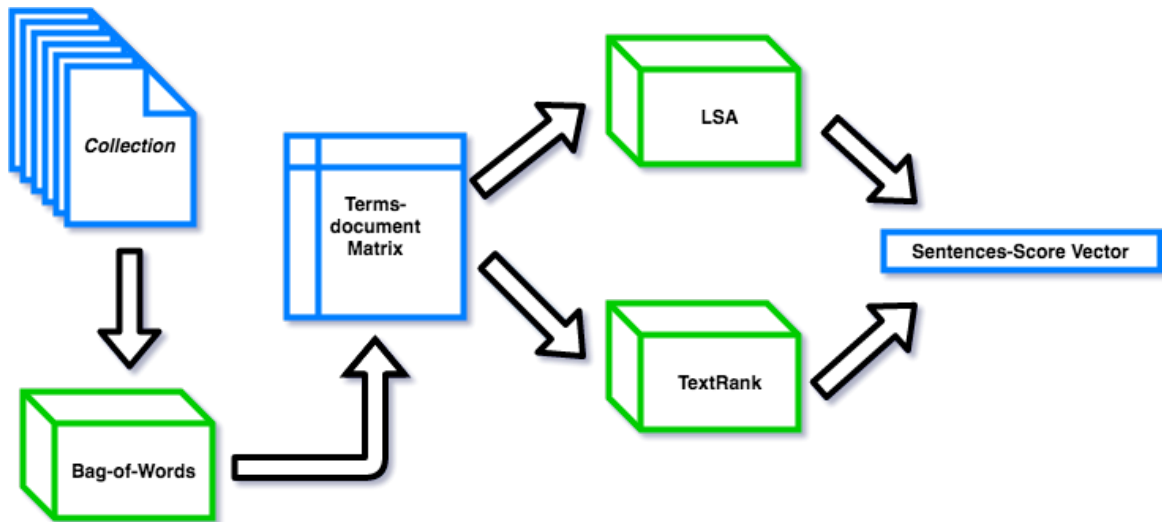 Collection
Bag-of-Words
Terms-
document
Matrix
LSA
TextRank
Sentences-Score Vector